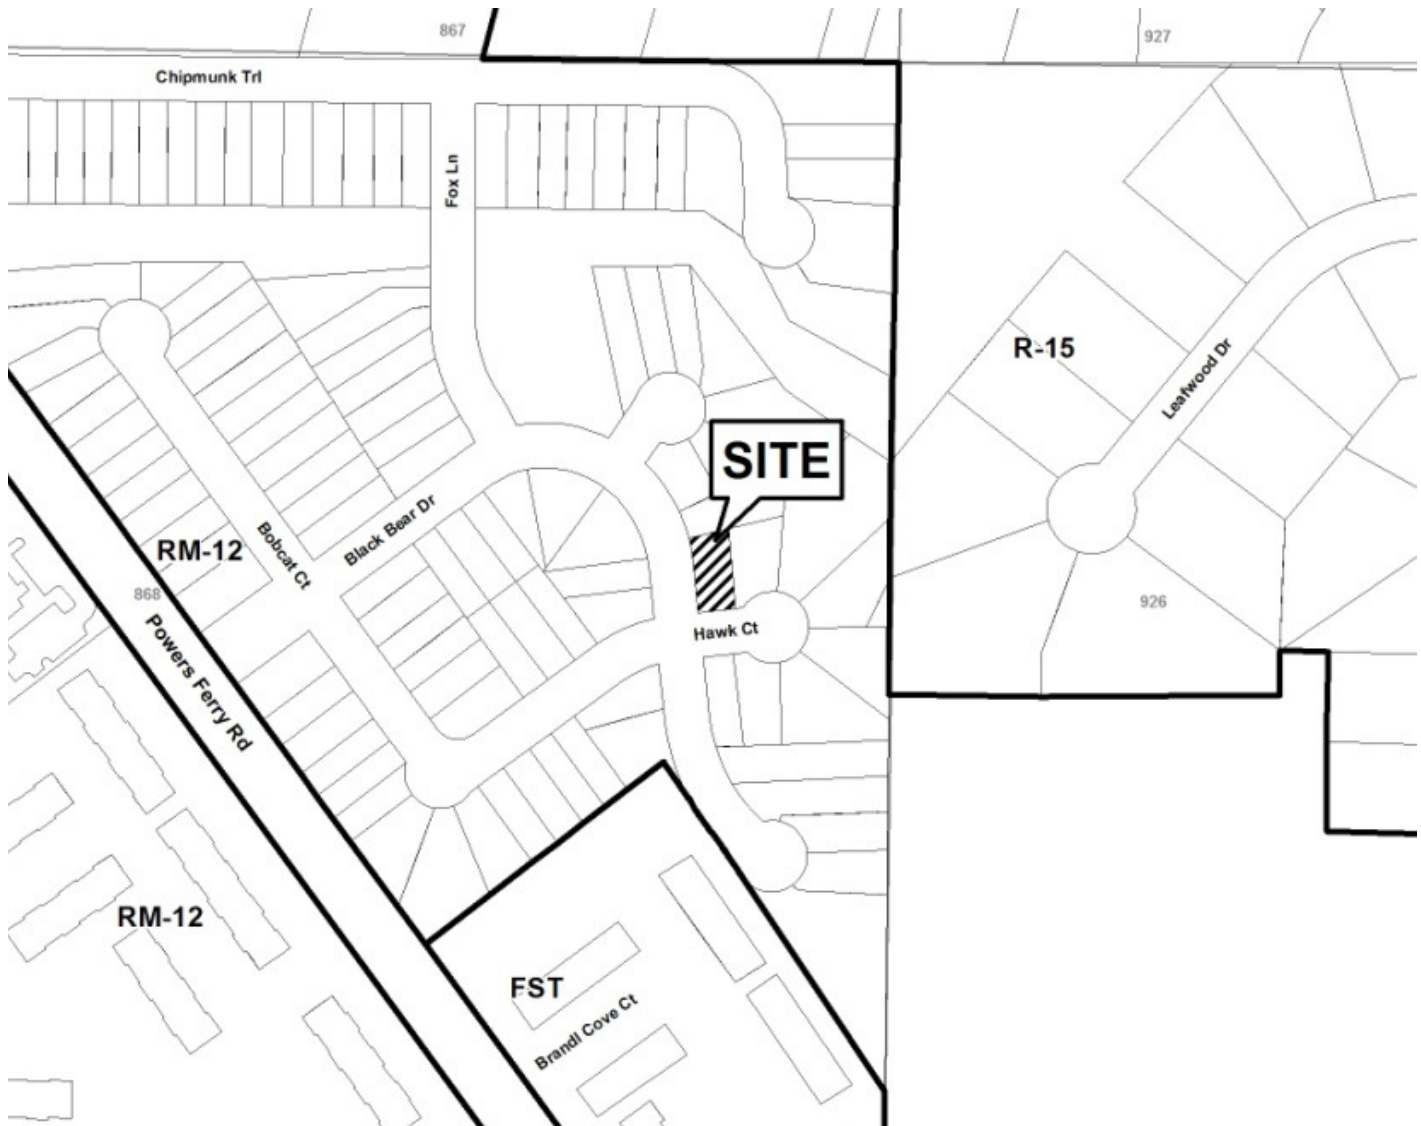 867
927
Chipmunk Trl
Fox Ln
R-15
Leafwood Dr
SITE
Black Bear Dr
Bobcat Ct
RM-12
868
926
Hawk Ct
Powers Ferry Rd
RM-12
FST
Brandl Cove Ct